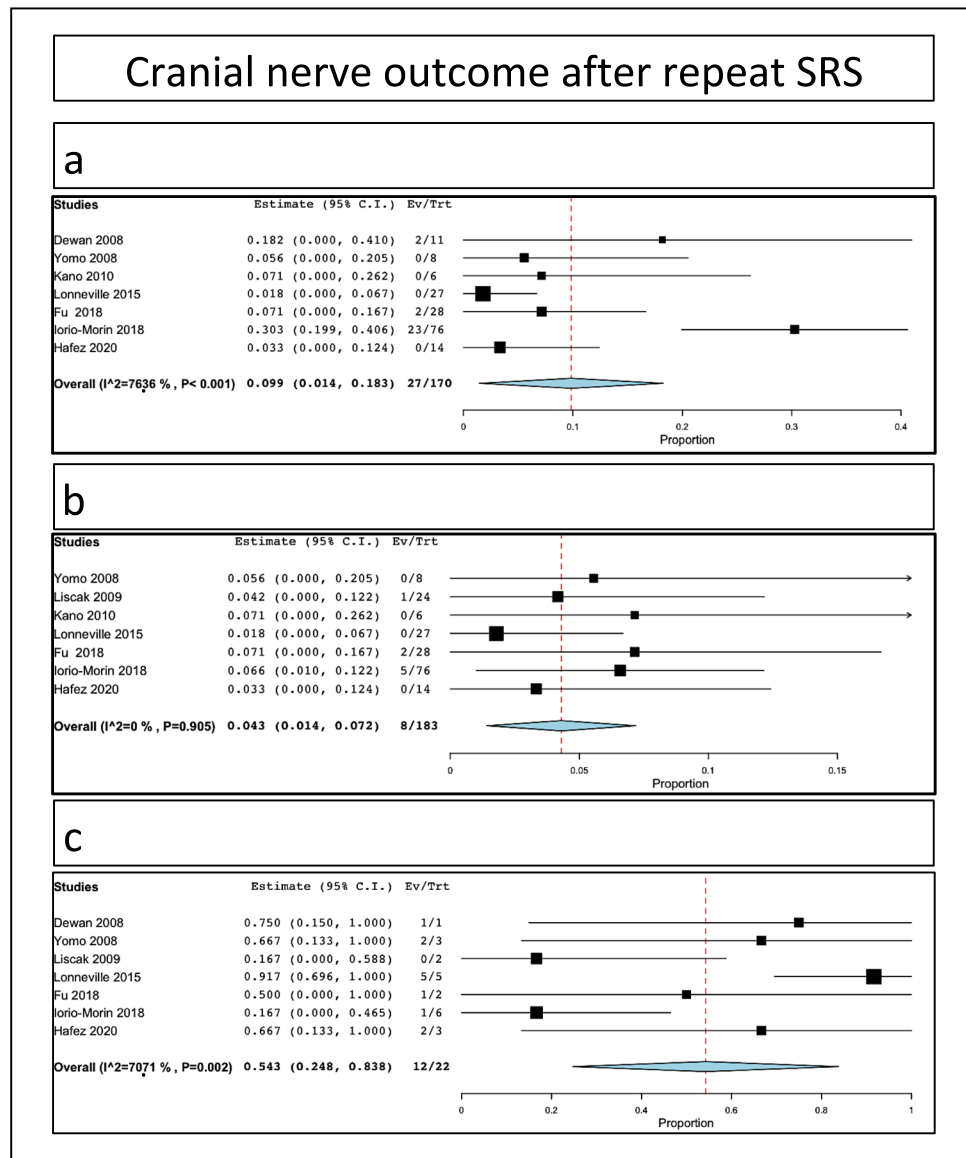 Cranial nerve outcome after repeat SRS
a
Studies Estimate (95% C.I.) Ev/Trt
Dewan 2008 0.182 (0.000, 0.410) 2/11
Yomo 2008 0.056 (0.000, 0.205) 0/8
Kano 2010 0.071 (0.000, 0.262) 0/6
Lonneville 2015 0.018 (0.000, 0.067) 0/27
Fu 2018 0.071 (0.000, 0.167) 2/28
Iorio-Morin 2018 0.303 (0.199, 0.406) 23/76
Hafez 2020 0.033 (0.000, 0.124) 0/14
Overall (I^2=76.36 % , P< 0.001) 0.099 (0.014, 0.183) 27/170
0 0.1 0.2 0.3 0.4
Proportion
b
Studies Estimate (95% C.I.) Ev/Trt
Yomo 2008 0.056 (0.000, 0.205) 0/8
Liscak 2009 0.042 (0.000, 0.122) 1/24
Kano 2010 0.071 (0.000, 0.262) 0/6
Lonneville 2015 0.018 (0.000, 0.067) 0/27
Fu 2018 0.071 (0.000, 0.167) 2/28
Iorio-Morin 2018 0.066 (0.010, 0.122) 5/76
Hafez 2020 0.033 (0.000, 0.124) 0/14
Overall (I^2=0 % , P=0.905) 0.043 (0.014, 0.072) 8/183
0 0.05 0.1 0.15
Proportion
c
Studies Estimate (95% C.I.) Ev/Trt
Dewan 2008 0.750 (0.150, 1.000) 1/1
Yomo 2008 0.667 (0.133, 1.000) 2/3
Liscak 2009 0.167 (0.000, 0.588) 0/2
Lonneville 2015 0.917 (0.696, 1.000) 5/5
Fu 2018 0.500 (0.000, 1.000) 1/2
Iorio-Morin 2018 0.167 (0.000, 0.465) 1/6
Hafez 2020 0.667 (0.133, 1.000) 2/3
Overall (I^2=70.71 % , P=0.002) 0.543 (0.248, 0.838) 12/22
0 0.2 0.4 0.6 0.8 1
Proportion